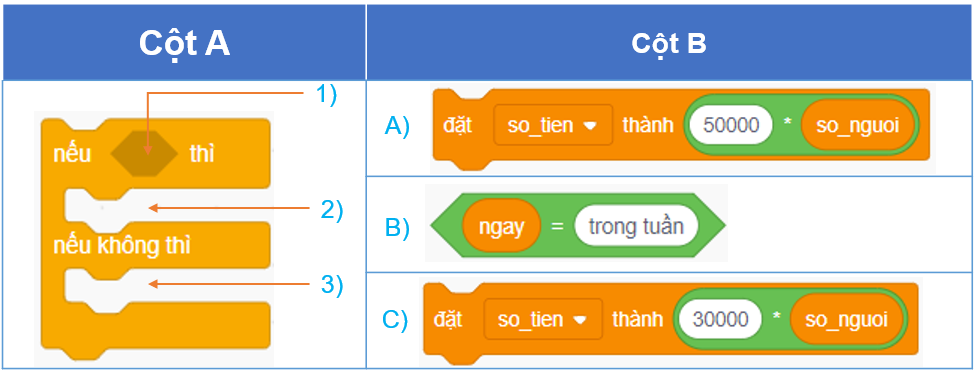 Cột A
Cột B
1)
nếu thì
2)
nếu không thì
3)
A) đặt so_tien thành 50000 * so_nguoi
B) ngay = trong tuần
C) đặt so_tien thành 30000 * so_nguoi